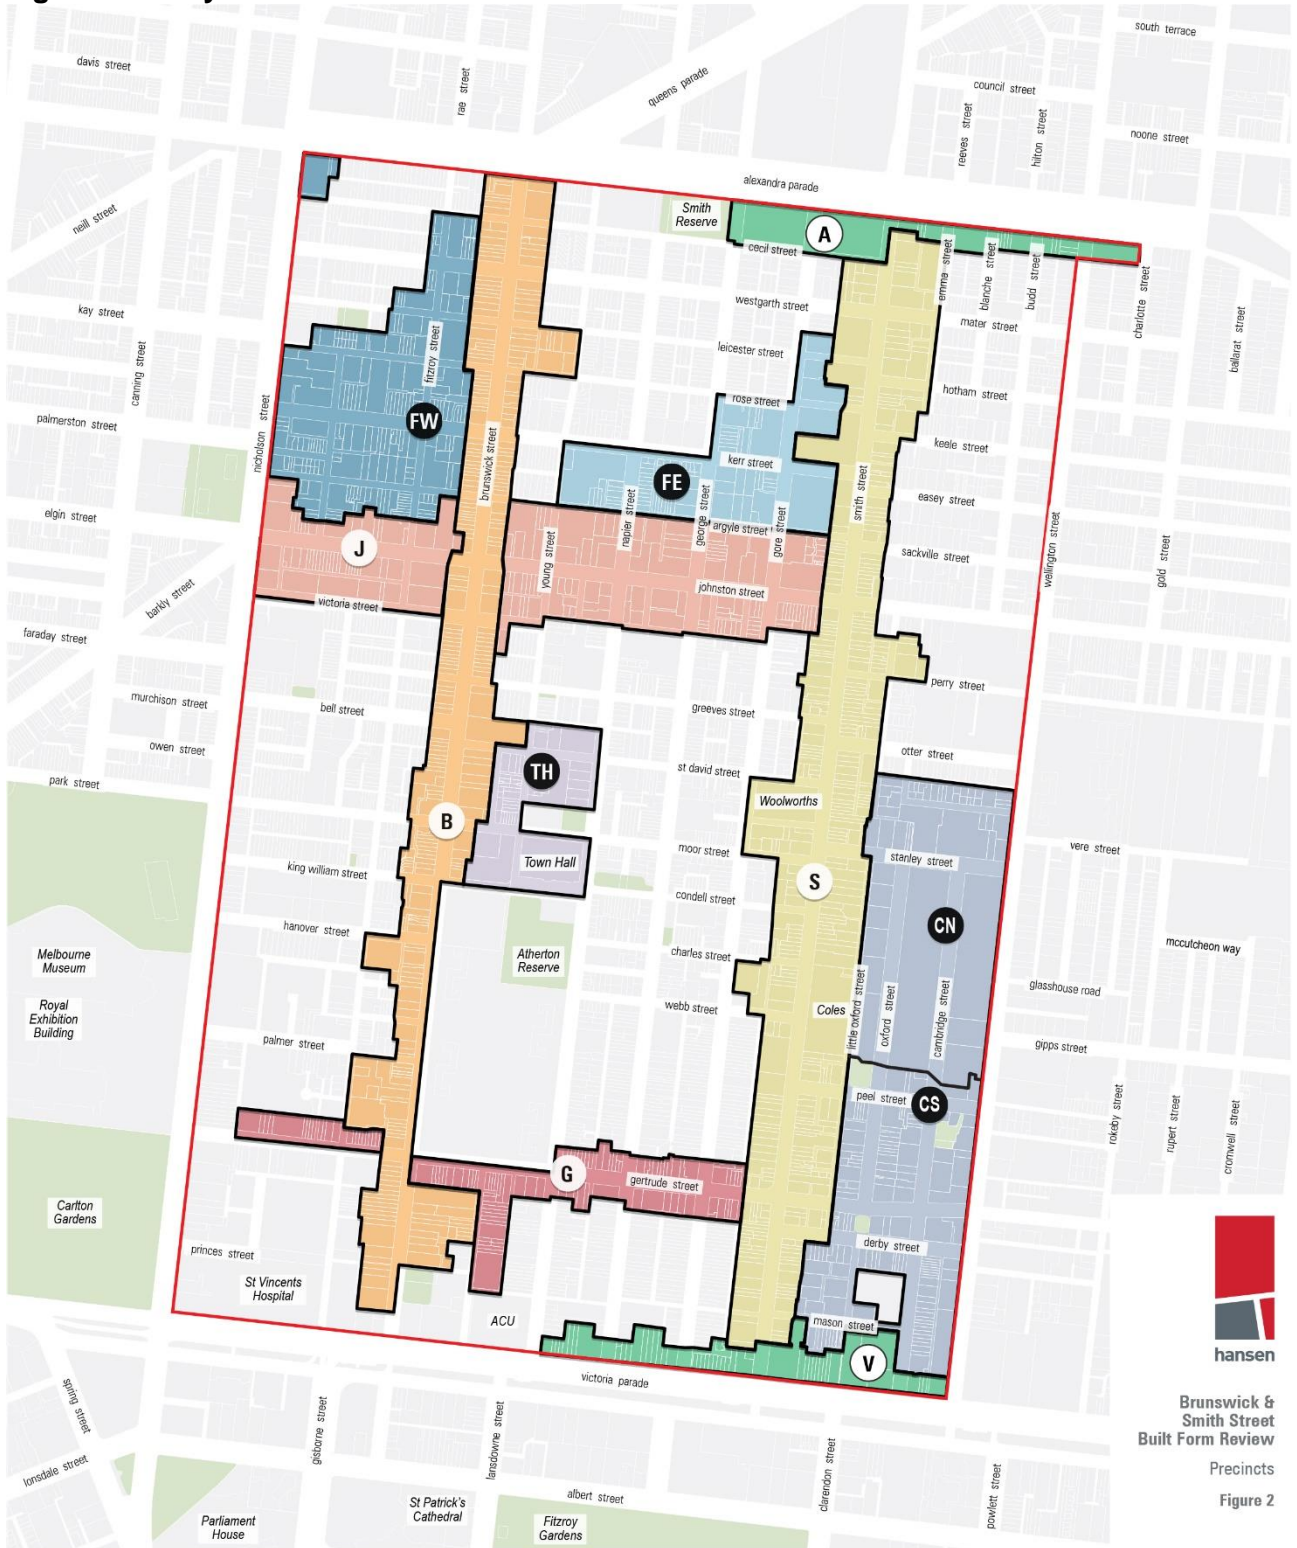 south terrace
davis street
rae street
queens parade
council street
reeves street
hilton street
noone street
alexandra parade
neill street
Smith
Reserve
A
cecil street
emma street
blanche street
budd street
charlotte street
ballarat street
kay street
canning street
westgarth street
mater street
fitzroy street
leicester street
hotham street
palmerston street
nicholson street
FW
brunswick street
rose street
keele street
kerr street
FE
smith street
easey street
elgin street
napier street
george street
argyle street
gore street
J
young street
sackville street
wellington street
gold street
barkly street
johnston street
victoria street
faraday street
murchison street
bell street
greeves street
perry street
owen street
otter street
park street
TH
st david street
Woolworths
B
moor street
stanley street
vere street
king william street
Town Hall
S
condell street
CN
hanover street
charles street
mccutcheon way
Melbourne
Museum
Atherton
Reserve
Royal
Exhibition
Building
webb street
Coles
little oxford street
oxford street
cambridge street
glasshouse road
palmer street
gipps street
peel street
CS
rokeby street
rupert street
cromwell street
G
gertrude street
Carlton
Gardens
princes street
derby street
St Vincents
Hospital
ACU
mason street
V
hansen
victoria parade
spring street
gisborne street
lansdowne street
clarendon street
powlett street
lonsdale street
albert street
St Patrick's
Cathedral
Parliament
House
Fitzroy
Gardens
Brunswick &
Smith Street
Built Form Review
Precincts
Figure 2